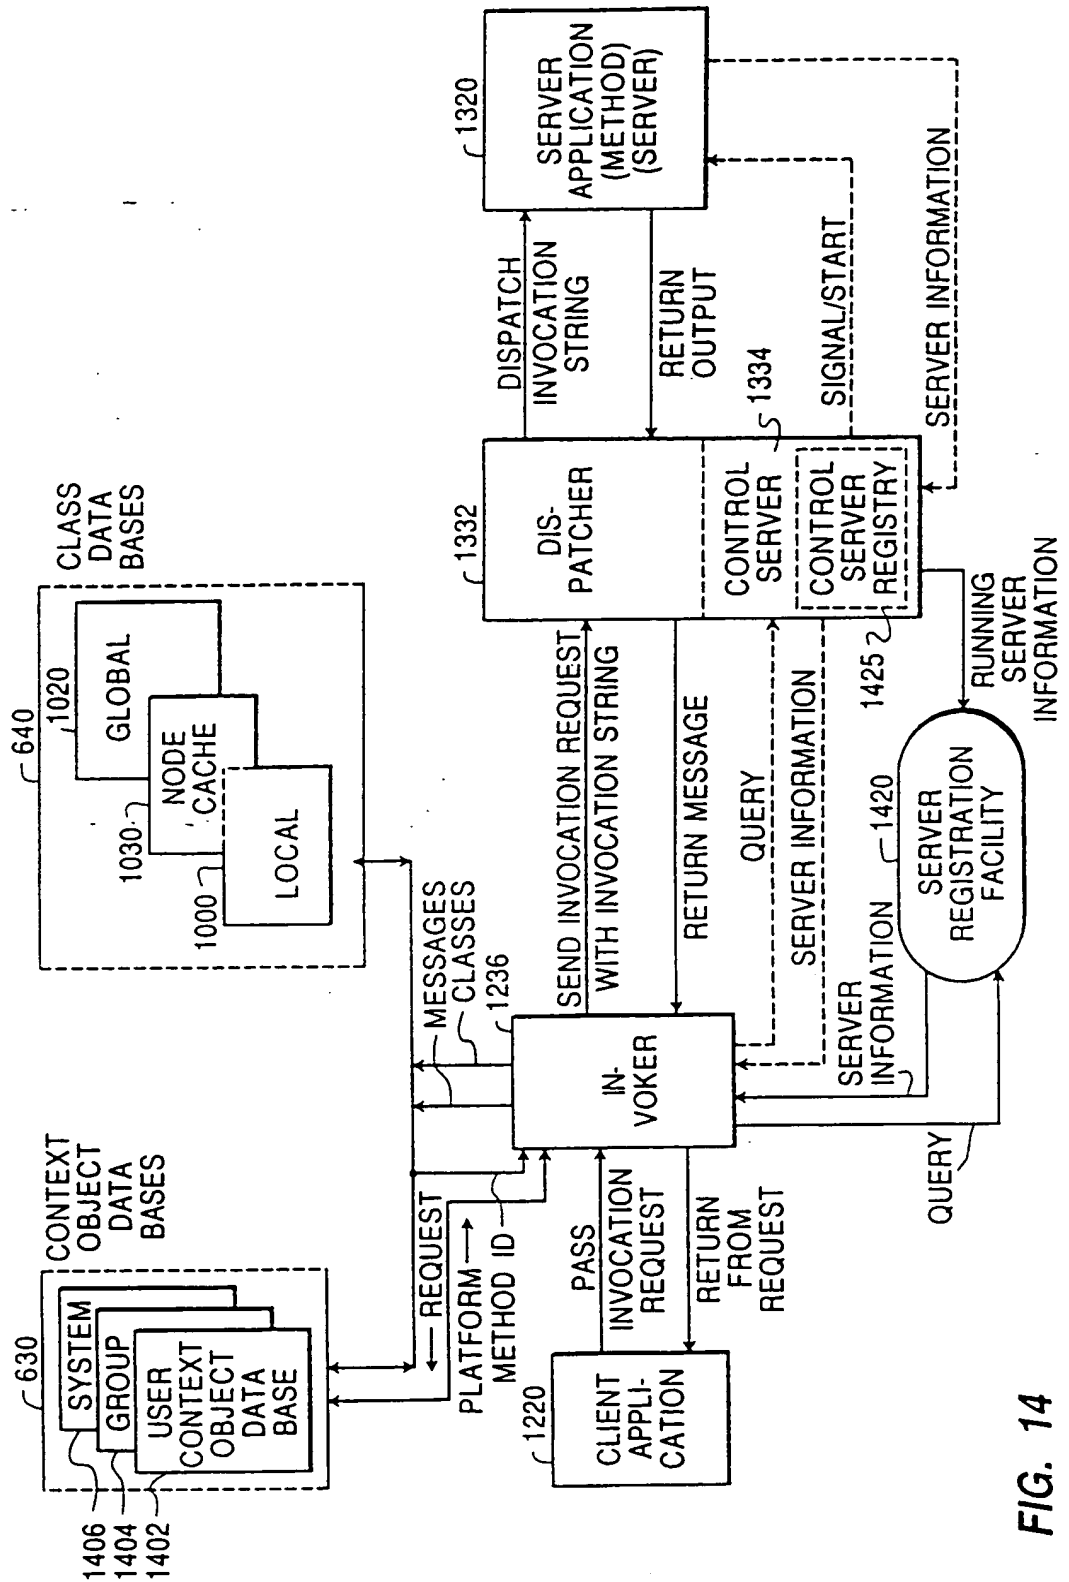 CONTEXT
OBJECT
DATA
BASES
630
SYSTEM
GROUP
USER
CONTEXT
OBJECT
DATA
BASE
1406
1404
1402
CLASS
DATA
BASES
640
1020
GLOBAL
1030
NODE
CACHE
1000
LOCAL
MESSAGES
CLASSES
1236
REQUEST
PLATFORM
METHOD ID
IN-
VOKER
1220
CLIENT
APPLI-
CATION
PASS
INVOCATION
REQUEST
RETURN
FROM
REQUEST
SEND INVOCATION REQUEST
WITH INVOCATION STRING
RETURN MESSAGE
QUERY
SERVER INFORMATION
SERVER
INFORMATION
QUERY
1332
DIS-
PATCHER
CONTROL
SERVER
1334
CONTROL
SERVER
REGISTRY
1425
1420
SERVER
REGISTRATION
FACILITY
RUNNING
SERVER
INFORMATION
DISPATCH
INVOCATION
STRING
RETURN
OUTPUT
SIGNAL/START
SERVER INFORMATION
1320
SERVER
APPLICATION
(METHOD)
(SERVER)
FIG. 14